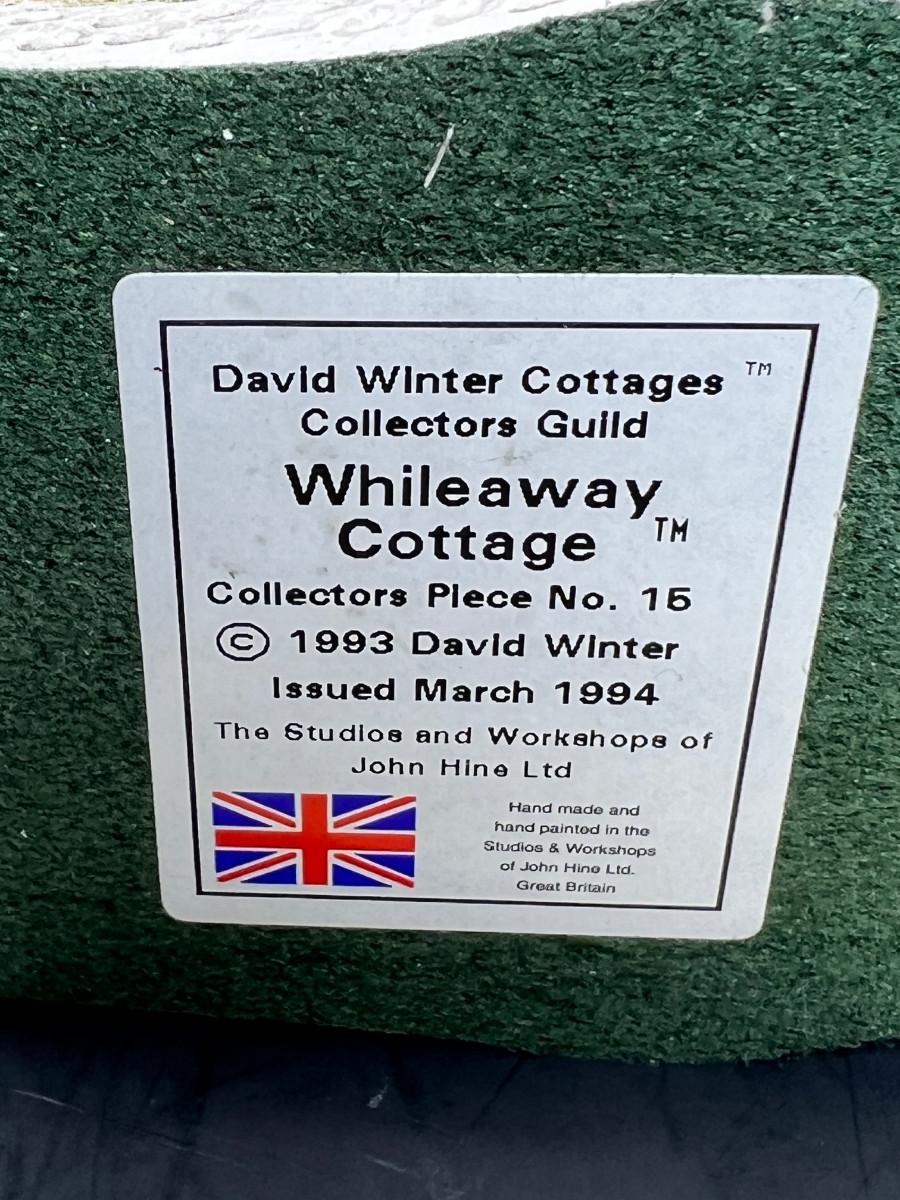 David Winter Cottages ™
Collectors Guild
Whileaway
Cottage ™
Collectors Piece No. 15
© 1993 David Winter
Issued March 1994
The Studios and Workshops of
John Hine Ltd
Hand made and
hand painted in the
Studios & Workshops
of John Hine Ltd.
Great Britain